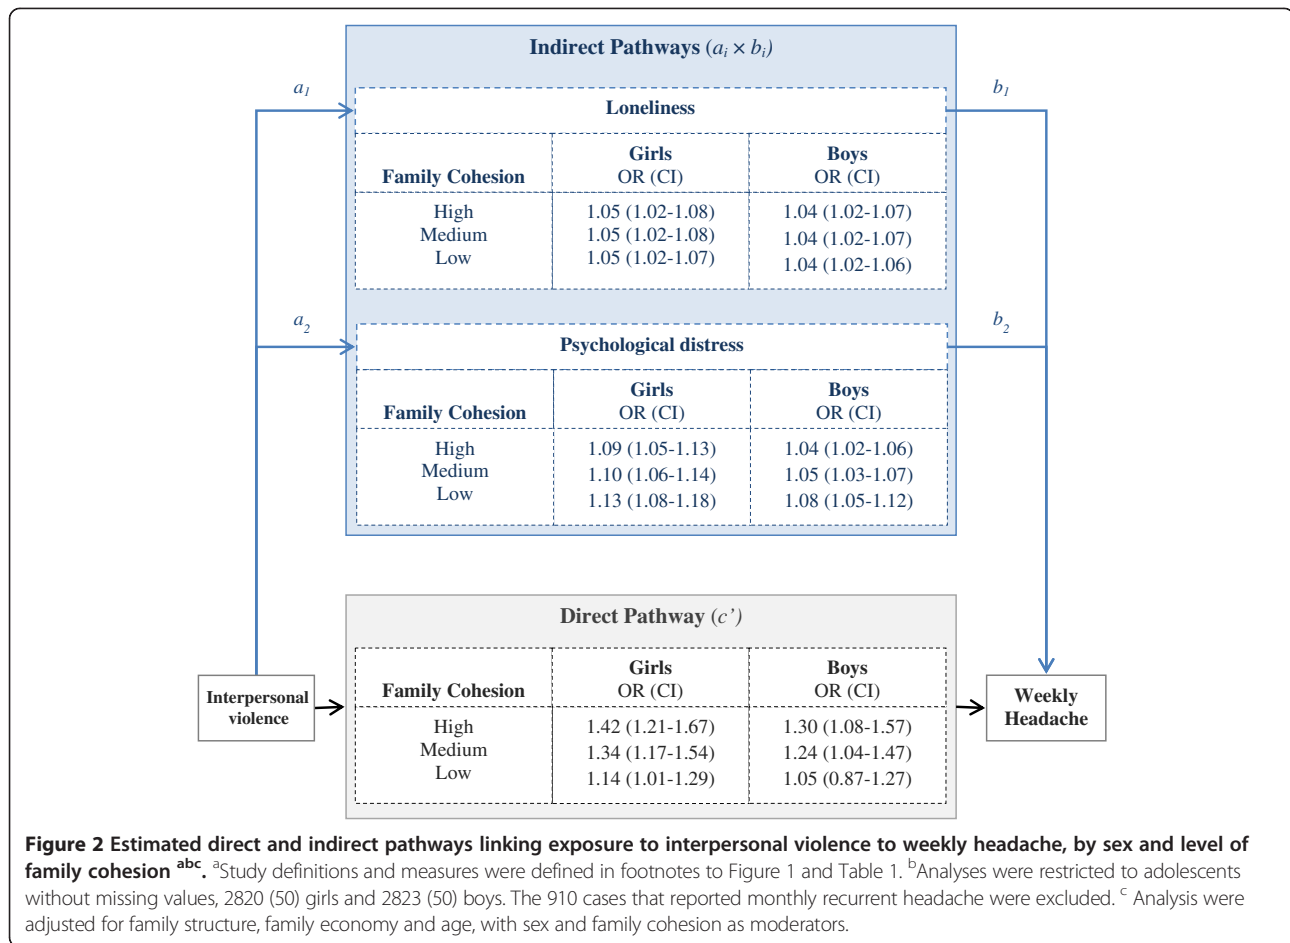 Indirect Pathways (aᵢ × bᵢ)
a₁
b₁
Loneliness
Girls Boys
Family Cohesion OR (CI) OR (CI)
High 1.05 (1.02-1.08) 1.04 (1.02-1.07)
Medium 1.05 (1.02-1.08) 1.04 (1.02-1.07)
Low 1.05 (1.02-1.07) 1.04 (1.02-1.06)
a₂
b₂
Psychological distress
Girls Boys
Family Cohesion OR (CI) OR (CI)
High 1.09 (1.05-1.13) 1.04 (1.02-1.06)
Medium 1.10 (1.06-1.14) 1.05 (1.03-1.07)
Low 1.13 (1.08-1.18) 1.08 (1.05-1.12)
Direct Pathway (c’)
Girls Boys
Family Cohesion OR (CI) OR (CI)
High 1.42 (1.21-1.67) 1.30 (1.08-1.57)
Medium 1.34 (1.17-1.54) 1.24 (1.04-1.47)
Low 1.14 (1.01-1.29) 1.05 (0.87-1.27)
Interpersonal
violence
Weekly
Headache
Figure 2 Estimated direct and indirect pathways linking exposure to interpersonal violence to weekly headache, by sex and level of
family cohesion ᵃᵇᶜ. ᵃStudy definitions and measures were defined in footnotes to Figure 1 and Table 1. ᵇAnalyses were restricted to adolescents
without missing values, 2820 (50) girls and 2823 (50) boys. The 910 cases that reported monthly recurrent headache were excluded. ᶜ Analysis were
adjusted for family structure, family economy and age, with sex and family cohesion as moderators.